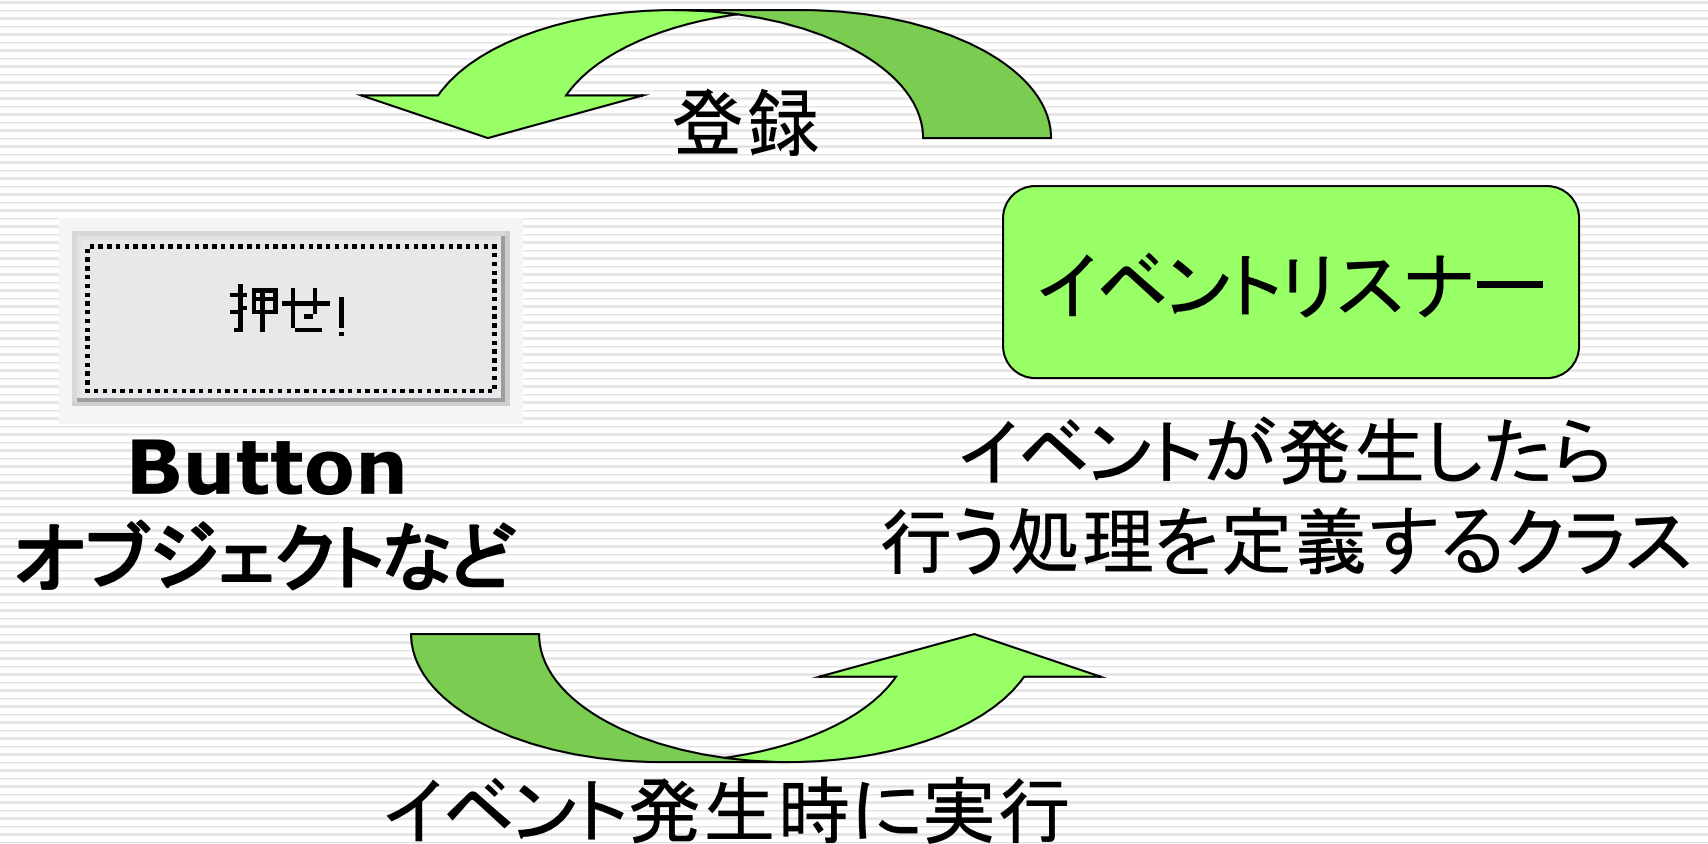 登録
押せ!
イベントリスナー
Button
オブジェクトなど
イベントが発生したら
行う処理を定義するクラス
イベント発生時に実行